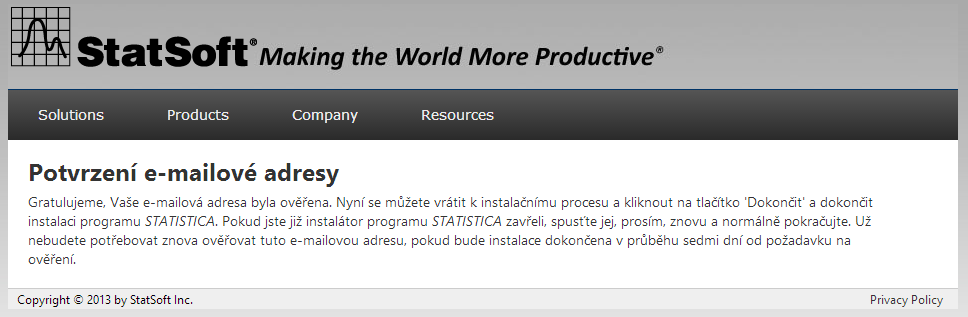 StatSoft® Making the World More Productive®
Solutions Products Company Resources
Potvrzení e-mailové adresy
Gratulujeme, Vaše e-mailová adresa byla ověřena. Nyní se můžete vrátit k instalačnímu procesu a kliknout na tlačítko 'Dokončit' a dokončit
instalaci programu STATISTICA. Pokud jste již instalátor programu STATISTICA zavřeli, spusťte jej, prosím, znovu a normálně pokračujte. Už
nebudete potřebovat znova ověřovat tuto e-mailovou adresu, pokud bude instalace dokončena v průběhu sedmi dní od požadavku na
ověření.
Copyright © 2013 by StatSoft Inc. Privacy Policy